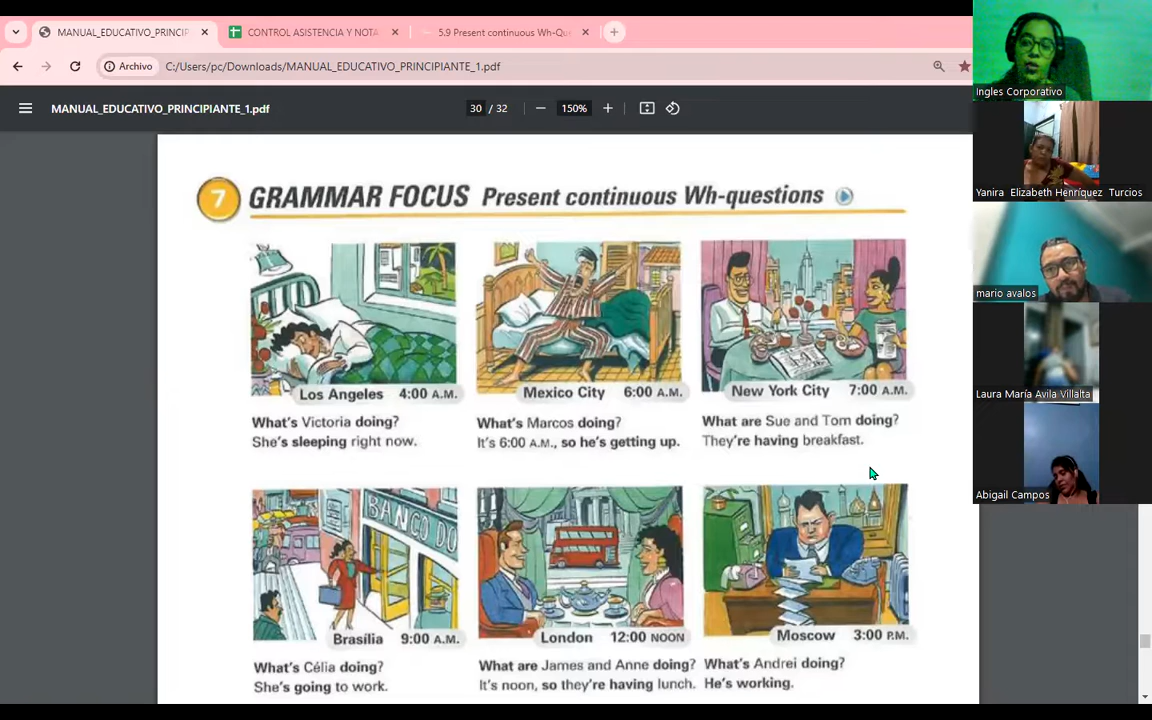 MANUAL_EDUCATIVO_PRINCIP
CONTROL ASISTENCIA Y NOTA
5.9 Present continuous Wh-Que
Archivo
C:/Users/pc/Downloads/MANUAL_EDUCATIVO_PRINCIPIANTE_1.pdf
MANUAL_EDUCATIVO_PRINCIPIANTE_1.pdf
30 / 32
150%
Ingles Corporativo
Yanira Elizabeth Henríquez Turcios
mario avalos
Laura María Avila Villalta
Abigail Campos
7 GRAMMAR FOCUS Present continuous Wh-questions
Los Angeles 4:00 A.M.
What's Victoria doing?
She's sleeping right now.
Mexico City 6:00 A.M.
What's Marcos doing?
It's 6:00 A.M., so he's getting up.
New York City 7:00 A.M.
What are Sue and Tom doing?
They're having breakfast.
BANCO DO
Brasília 9:00 A.M.
What's Célia doing?
She's going to work.
London 12:00 NOON
What are James and Anne doing?
It's noon, so they're having lunch.
Moscow 3:00 P.M.
What's Andrei doing?
He's working.